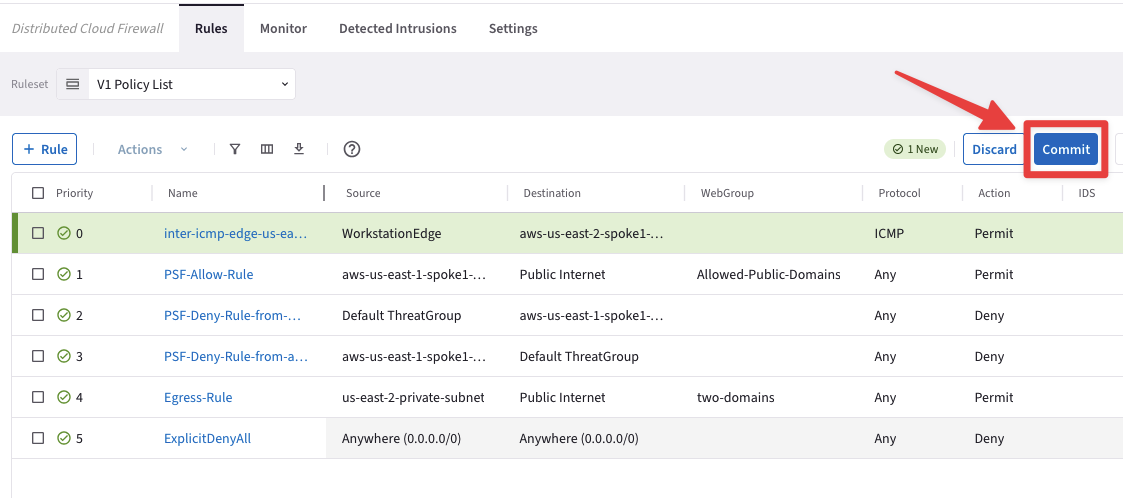 Distributed Cloud Firewall Rules Monitor Detected Intrusions Settings
Ruleset V1 Policy List
+ Rule Actions ? 1 New Discard Commit
Priority Name Source Destination WebGroup Protocol Action IDS
0 inter-icmp-edge-us-ea... WorkstationEdge aws-us-east-2-spoke1-... ICMP Permit
1 PSF-Allow-Rule aws-us-east-1-spoke1-... Public Internet Allowed-Public-Domains Any Permit
2 PSF-Deny-Rule-from-... Default ThreatGroup aws-us-east-1-spoke1-... Any Deny
3 PSF-Deny-Rule-from-a... aws-us-east-1-spoke1-... Default ThreatGroup Any Deny
4 Egress-Rule us-east-2-private-subnet Public Internet two-domains Any Permit
5 ExplicitDenyAll Anywhere (0.0.0.0/0) Anywhere (0.0.0.0/0) Any Deny